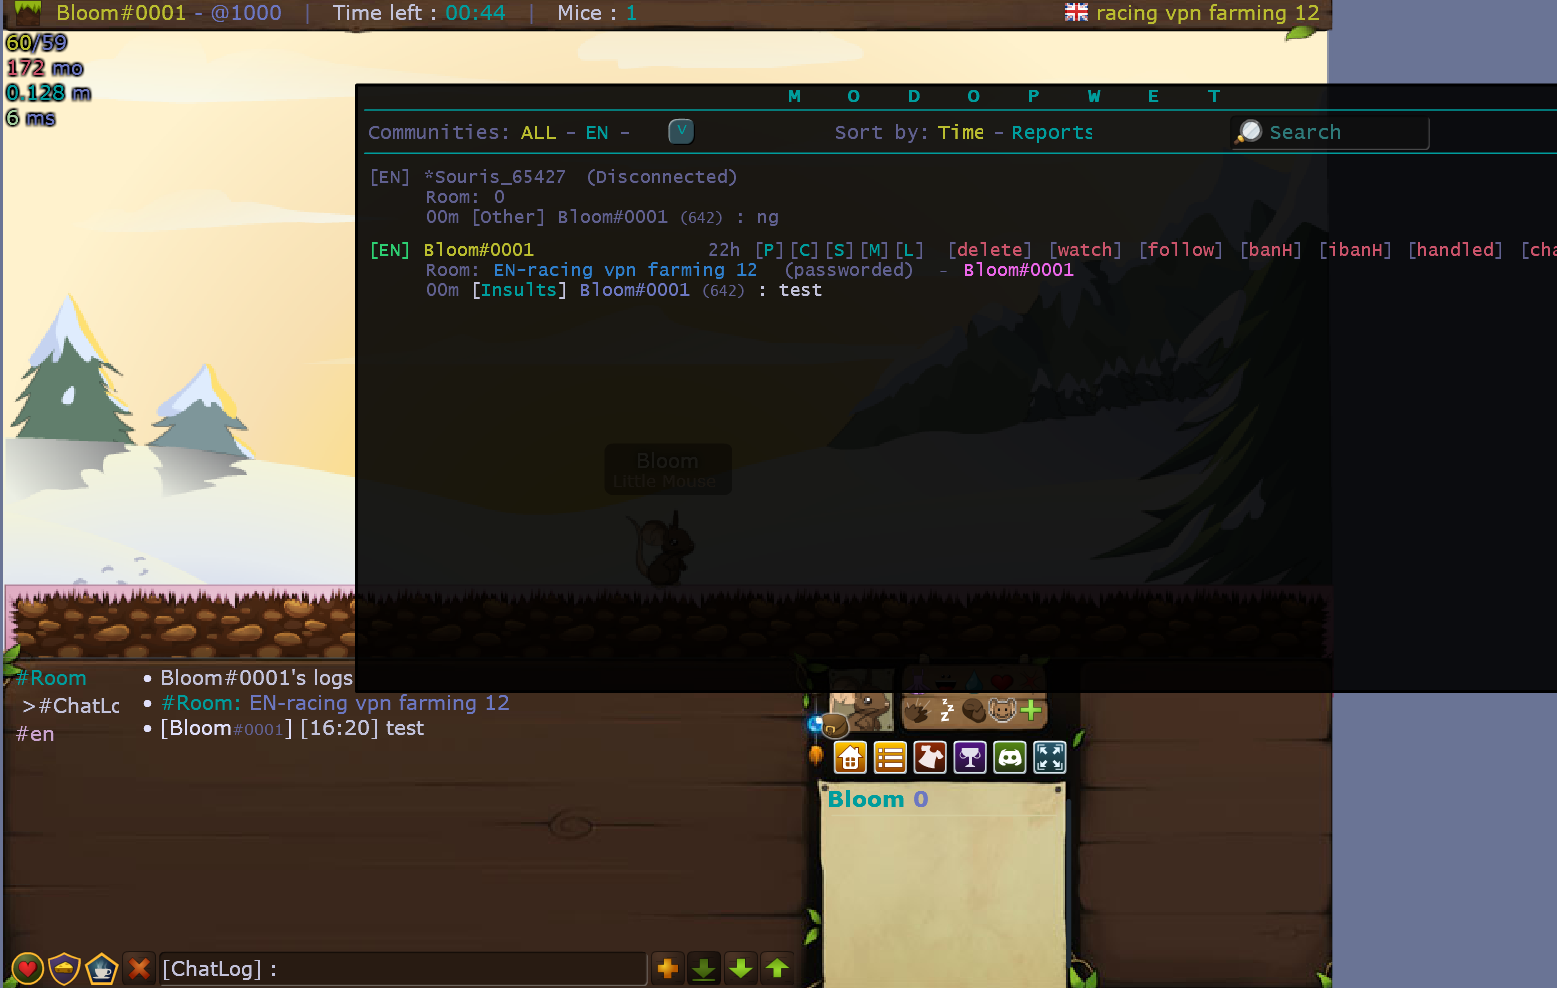 Bloom#0001 - @1000 | Time left : 00:44 | Mice : 1
racing vpn farming 12
60/59
172 mo
0.128 m
6 ms
M O D O P W E T
Communities: ALL - EN - V Sort by: Time - Reports Search
[EN] *Souris_65427 (Disconnected)
Room: 0
00m [Other] Bloom#0001 (642) : ng
[EN] Bloom#0001 22h [P][C][S][M][L] [delete] [watch] [follow] [banH] [ibanH] [handled] [cha
Room: EN-racing vpn farming 12 (passworded) - Bloom#0001
00m [Insults] Bloom#0001 (642) : test
Bloom
Little Mouse
#Room
>#ChatLo
#en
• Bloom#0001's logs
• #Room: EN-racing vpn farming 12
• [Bloom#0001] [16:20] test
zzz
Bloom 0
[ChatLog] :